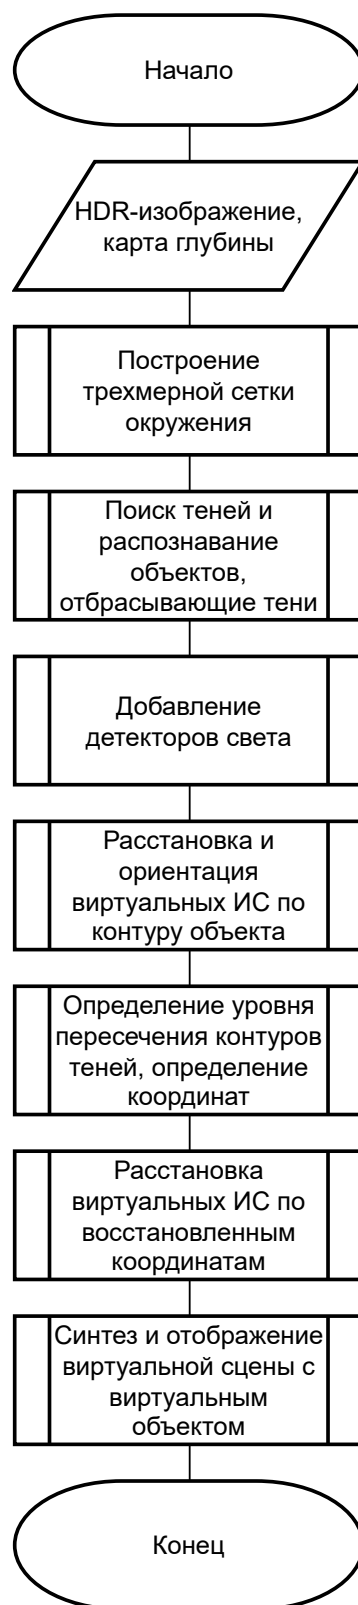 Начало
HDR-изображение,
карта глубины
Построение
трехмерной сетки
окружения
Поиск теней и
распознавание
объектов,
отбрасывающие тени
Добавление
детекторов света
Расстановка и
ориентация
виртуальных ИС по
контуру объекта
Определение уровня
пересечения контуров
теней, определение
координат
Расстановка
виртуальных ИС по
восстановленным
координатам
Синтез и отображение
виртуальной сцены с
виртуальным
объектом
Конец